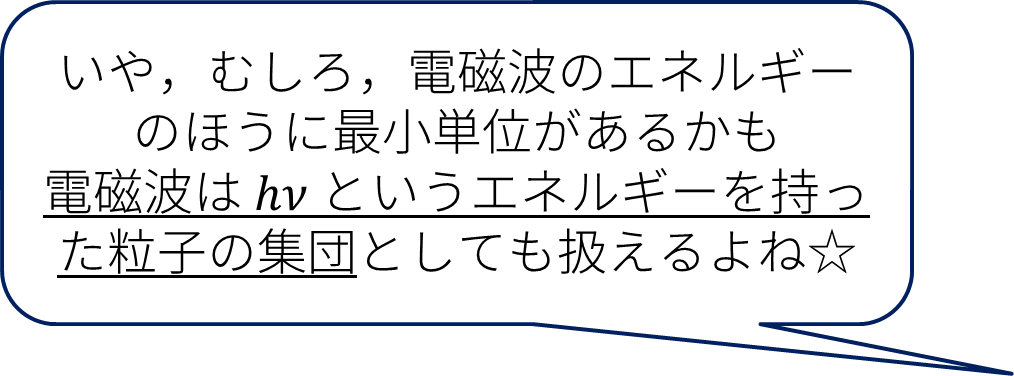 いや，むしろ，電磁波のエネルギー
のほうに最小単位があるかも
電磁波は hν というエネルギーを持っ
た粒子の集団としても扱えるよね☆